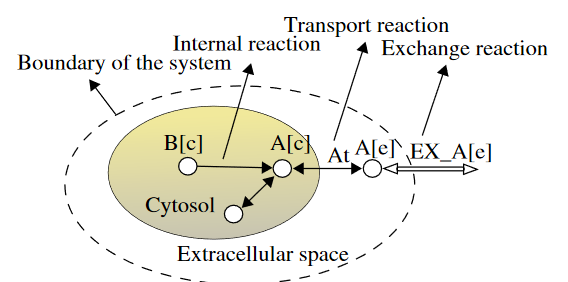 Transport reaction
Internal reaction
Exchange reaction
Boundary of the system
B[c]
A[c]
At
A[e]
EX_A[e]
Cytosol
Extracellular space